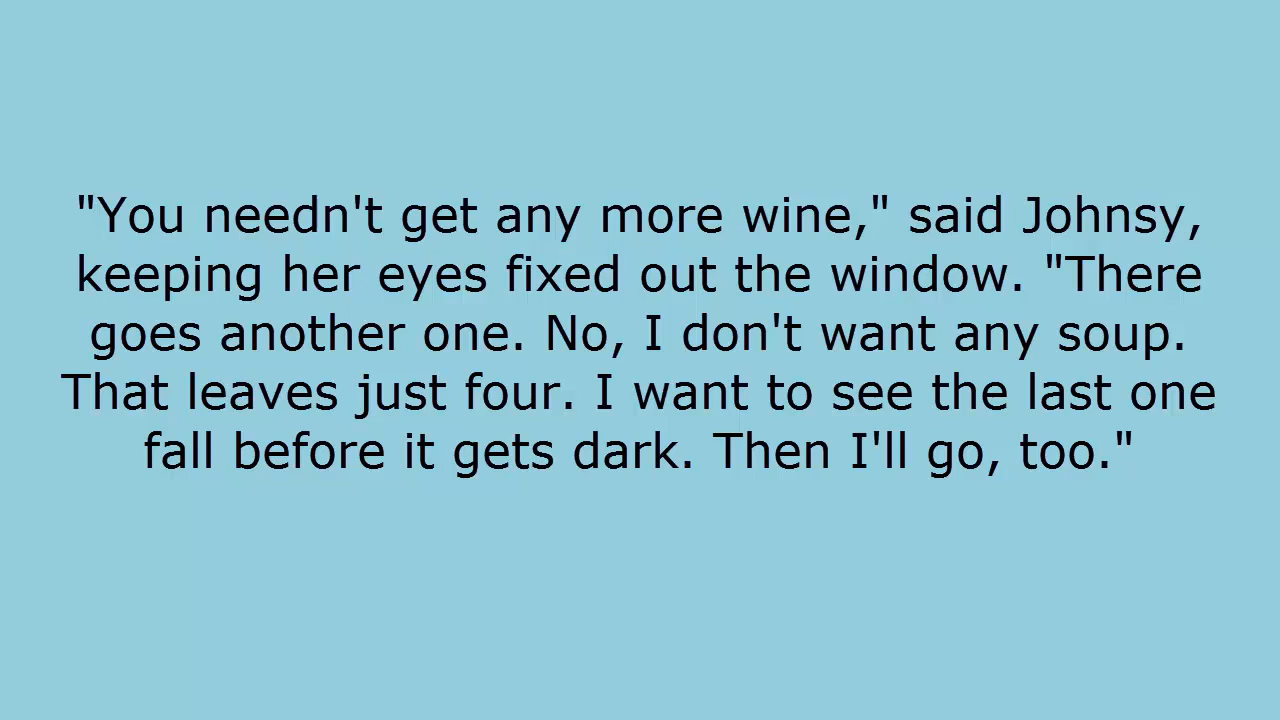 "You needn't get any more wine," said Johnsy,
keeping her eyes fixed out the window. "There
goes another one. No, I don't want any soup.
That leaves just four. I want to see the last one
fall before it gets dark. Then I'll go, too."